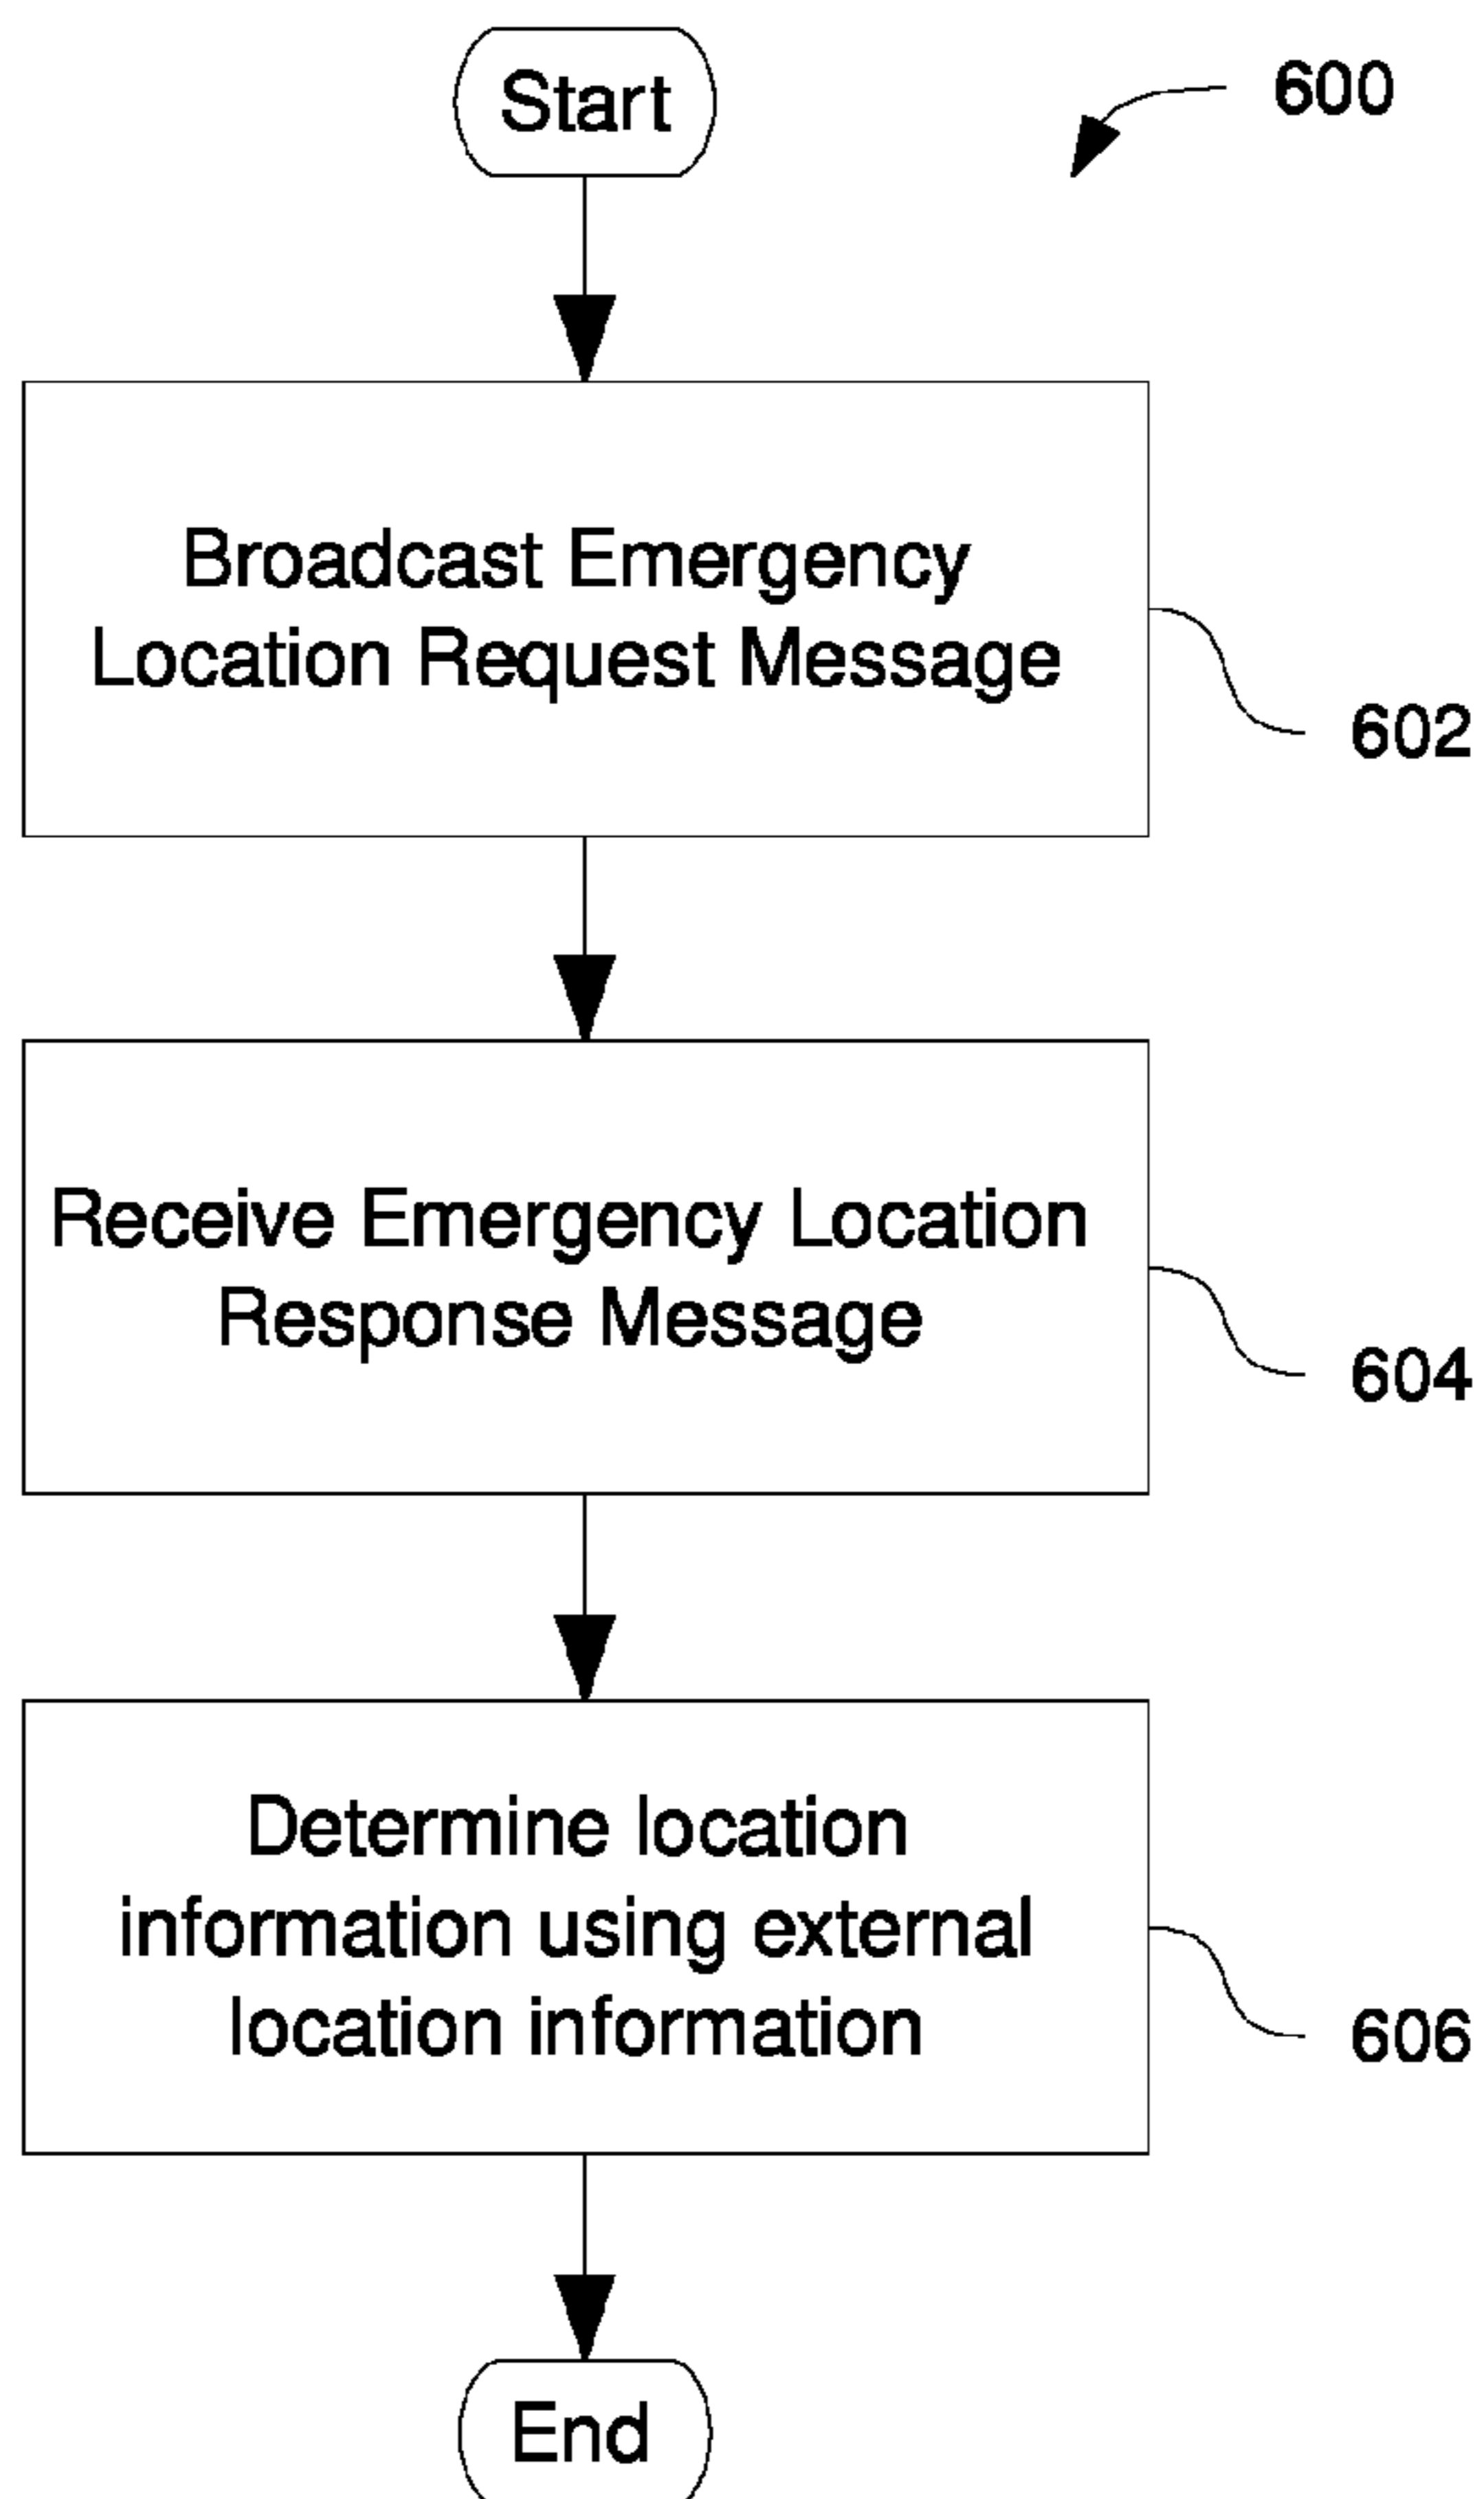 Start
600
Broadcast Emergency
Location Request Message
602
Receive Emergency Location
Response Message
604
Determine location
information using external
location information
606
End